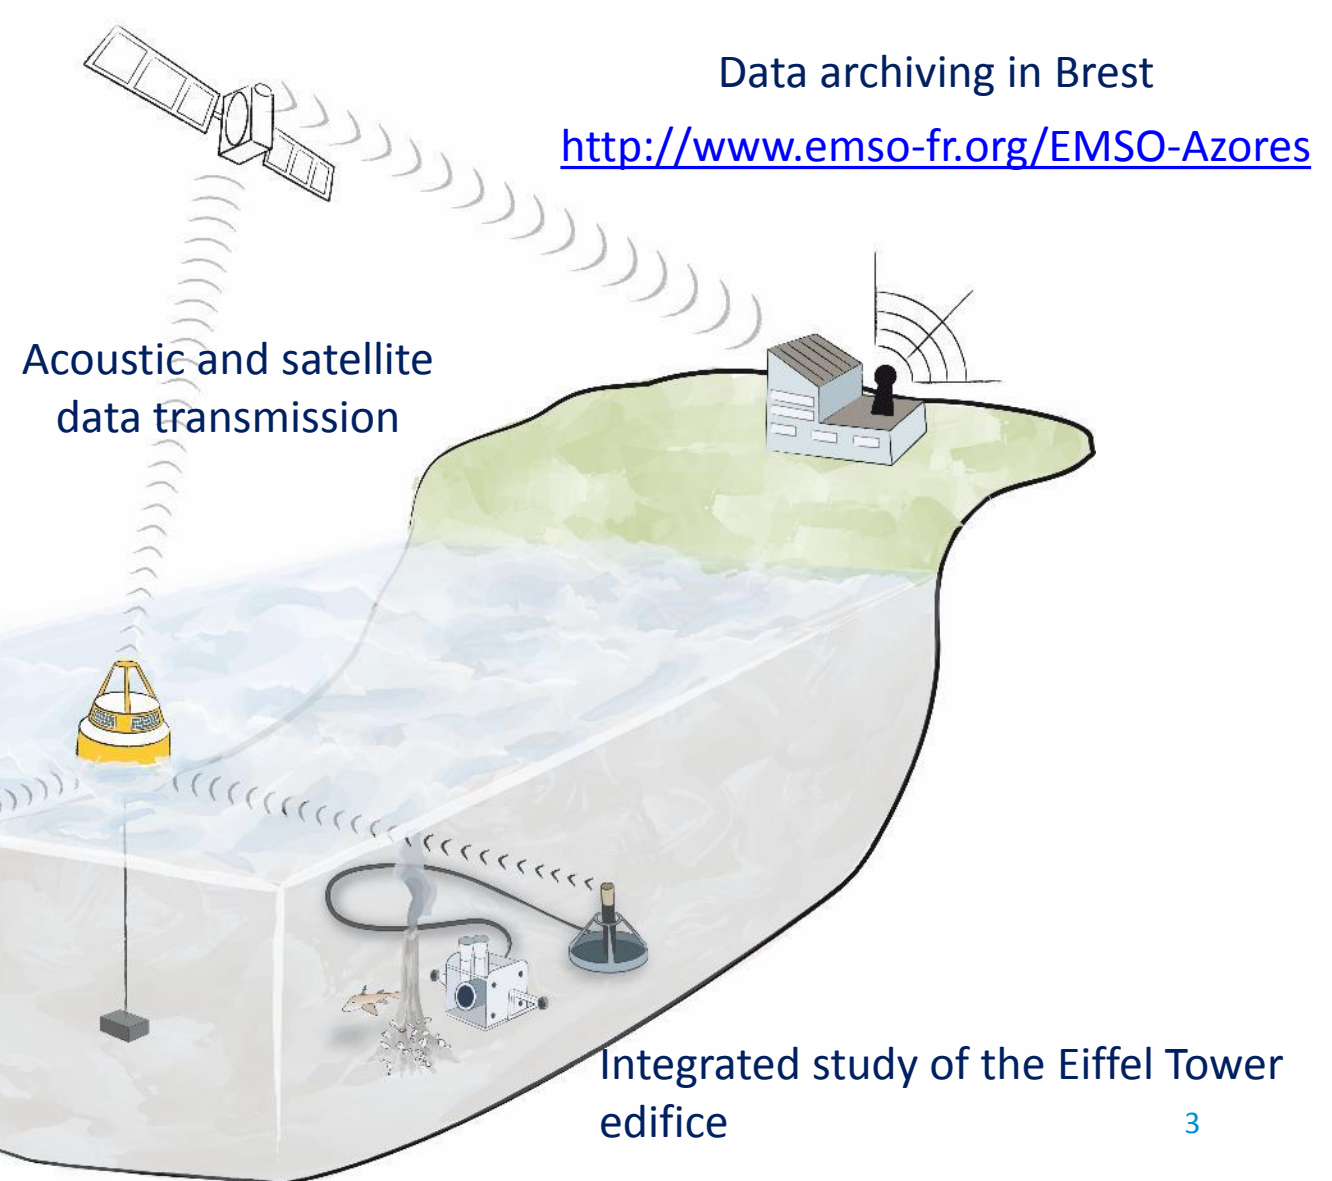 Data archiving in Brest
http://www.emso-fr.org/EMSO-Azores
Acoustic and satellite
data transmission
Integrated study of the Eiffel Tower
edifice
3